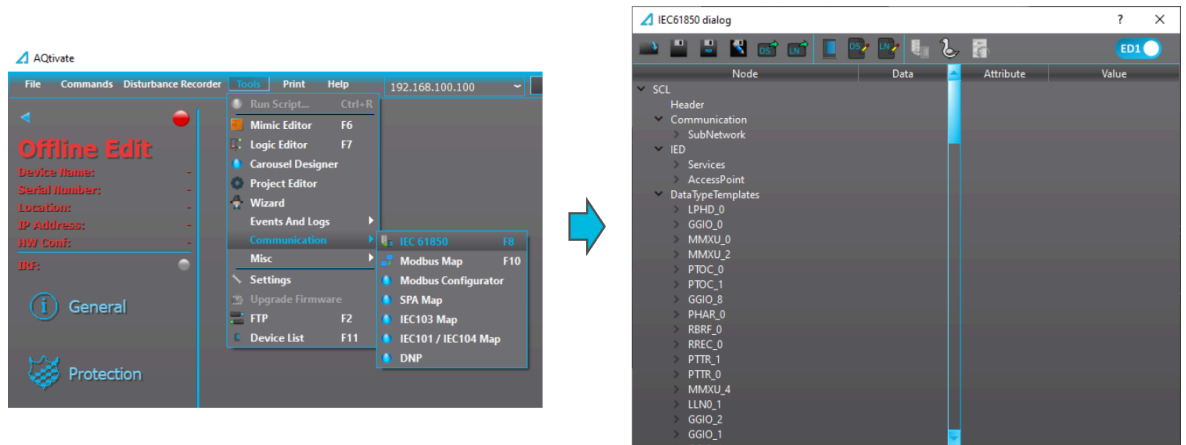 AQtivate
File Commands Disturbance Recorder Tools Print Help 192.168.100.100
Offline Edit
Device Name: -
Serial Number: -
Location: -
IP Address: -
HW Conf: -
IRF:
General
Protection
Run Script... Ctrl+R
Mimic Editor F6
Logic Editor F7
Carousel Designer
Project Editor
Wizard
Events And Logs
Communication
Misc
Settings
Upgrade Firmware
FTP F2
Device List F11
IEC 61850 F8
Modbus Map F10
Modbus Configurator
SPA Map
IEC103 Map
IEC101 / IEC104 Map
DNP
IEC61850 dialog ? X
DS LN DS LN ED1
Node Data Attribute Value
SCL
Header
Communication
SubNetwork
IED
Services
AccessPoint
DataTypeTemplates
LPHD_0
GGIO_0
MMXU_0
MMXU_2
PTOC_0
PTOC_1
GGIO_8
PHAR_0
RBRF_0
RREC_0
PTTR_1
PTTR_0
MMXU_4
LLN0_1
GGIO_2
GGIO_1